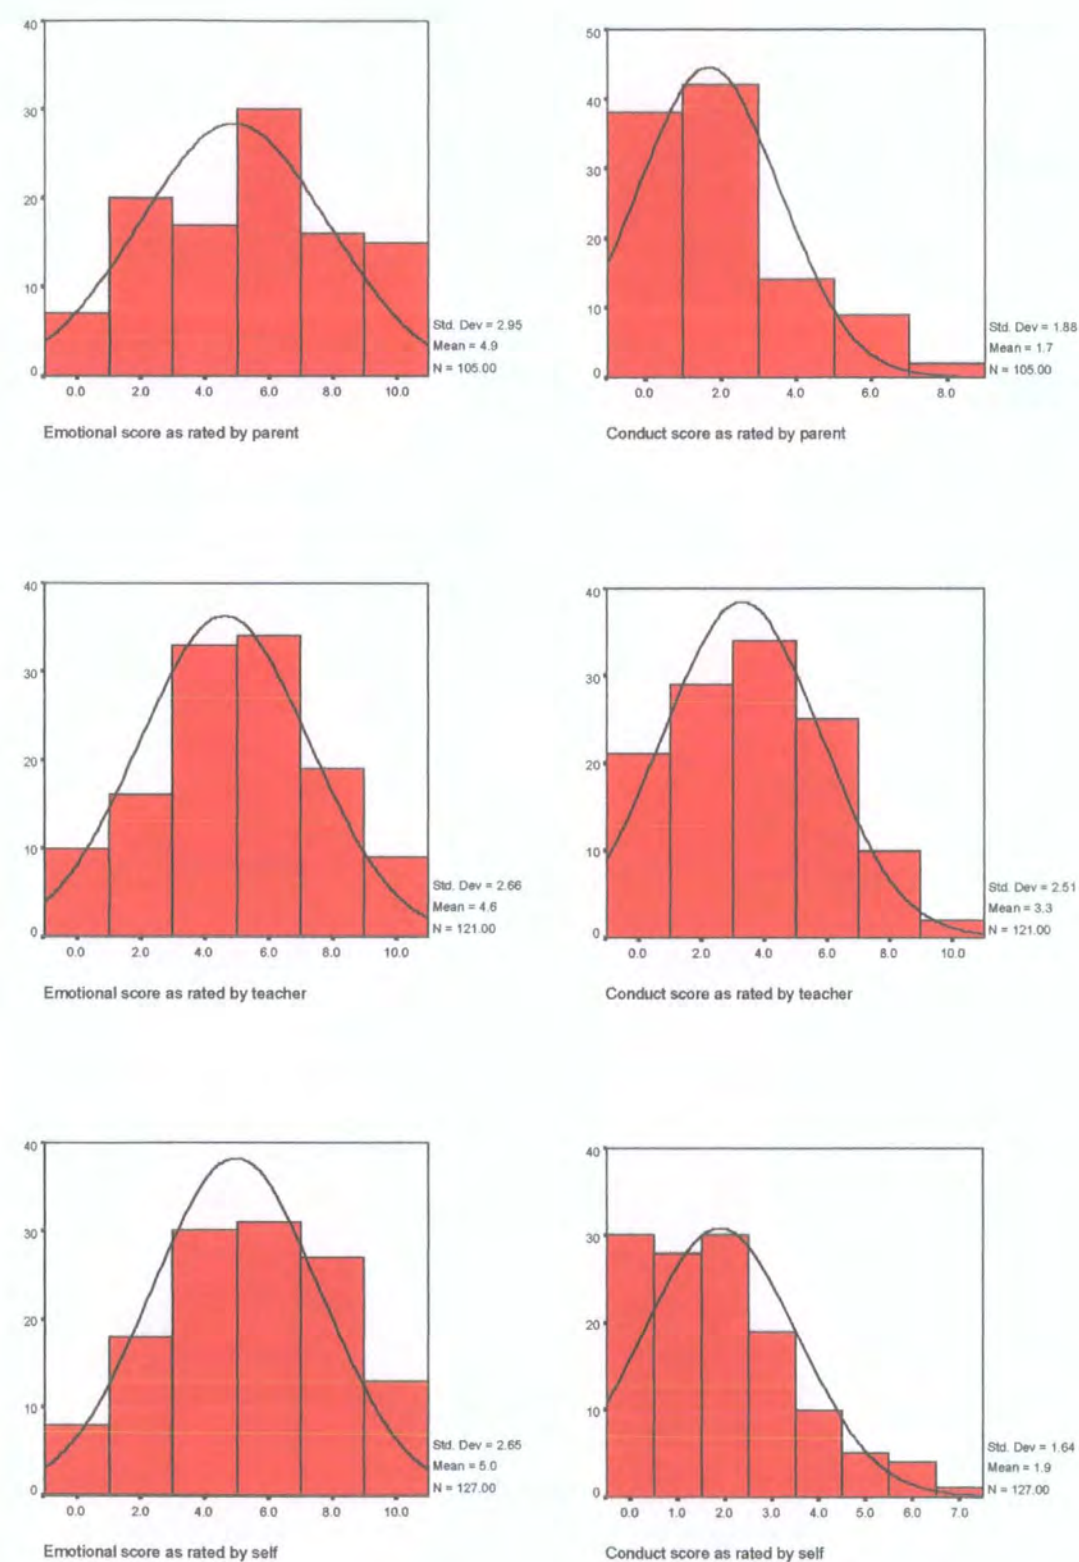 40
30
20
10
0
0.0 2.0 4.0 6.0 8.0 10.0
Std. Dev = 2.95
Mean = 4.9
N = 105.00
Emotional score as rated by parent
50
40
30
20
10
0
0.0 2.0 4.0 6.0 8.0
Std. Dev = 1.88
Mean = 1.7
N = 105.00
Conduct score as rated by parent
40
30
20
10
0
0.0 2.0 4.0 6.0 8.0 10.0
Std. Dev = 2.66
Mean = 4.6
N = 121.00
Emotional score as rated by teacher
40
30
20
10
0
0.0 2.0 4.0 6.0 8.0 10.0
Std. Dev = 2.51
Mean = 3.3
N = 121.00
Conduct score as rated by teacher
40
30
20
10
0
0.0 2.0 4.0 6.0 8.0 10.0
Std. Dev = 2.65
Mean = 5.0
N = 127.00
Emotional score as rated by self
40
30
20
10
0
0.0 1.0 2.0 3.0 4.0 5.0 6.0 7.0
Std. Dev = 1.64
Mean = 1.9
N = 127.00
Conduct score as rated by self